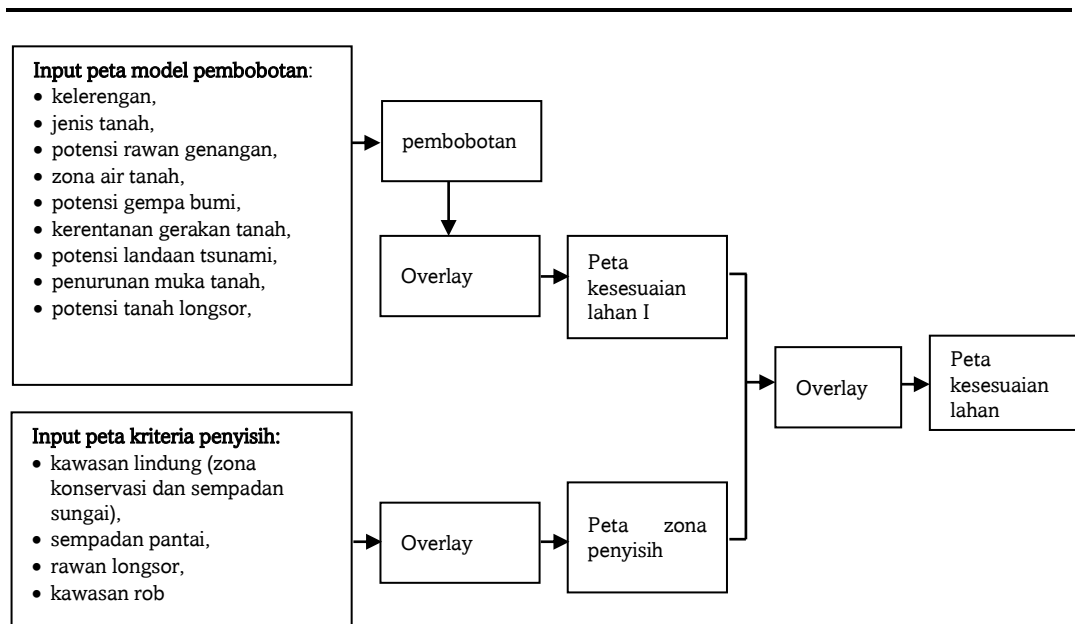 Input peta model pembobotan:
• kelerengan,
• jenis tanah,
• potensi rawan genangan,
• zona air tanah,
• potensi gempa bumi,
• kerentanan gerakan tanah,
• potensi landaan tsunami,
• penurunan muka tanah,
• potensi tanah longsor,
pembobotan
Overlay
Peta
kesesuaian
lahan I
Overlay
Peta
kesesuaian
lahan
Input peta kriteria penyisih:
• kawasan lindung (zona
konservasi dan sempadan
sungai),
• sempadan pantai,
• rawan longsor,
• kawasan rob
Overlay
Peta zona
penyisih